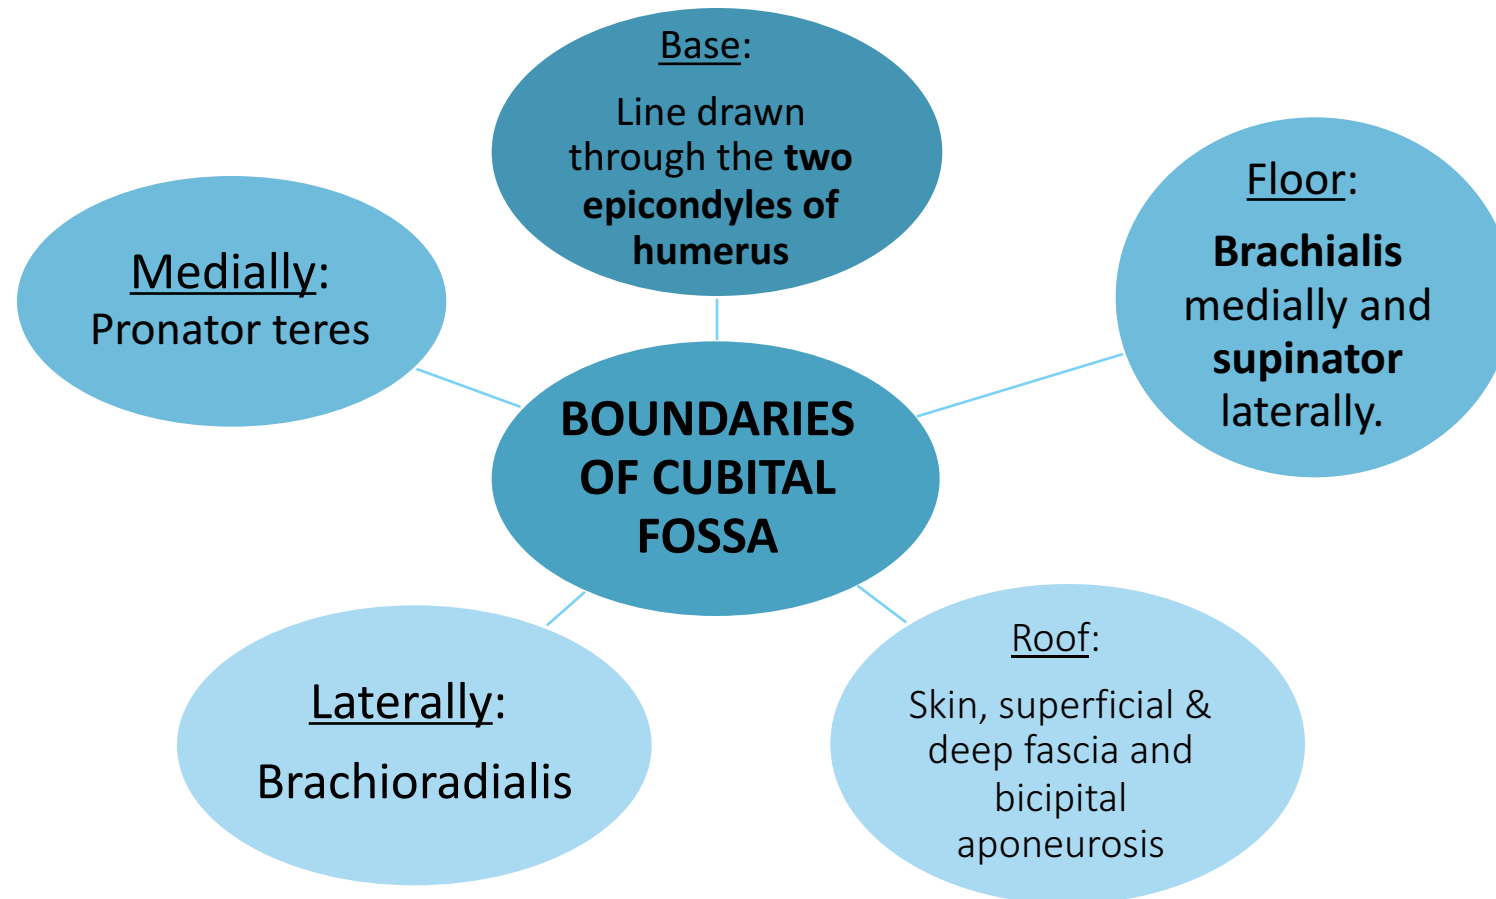 Base:
Line drawn
through the two
epicondyles of
humerus
Floor:
Brachialis
medially and
supinator
laterally.
Medially:
Pronator teres
BOUNDARIES
OF CUBITAL
FOSSA
Laterally:
Brachioradialis
Roof:
Skin, superficial &
deep fascia and
bicipital
aponeurosis